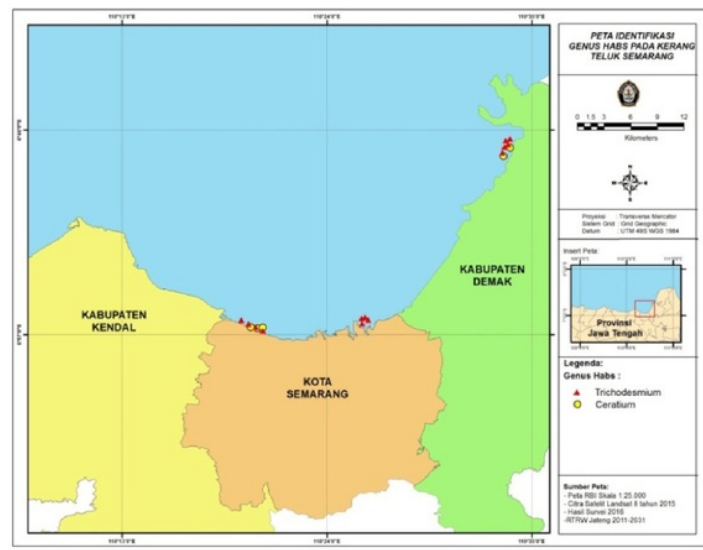 PETA IDENTIFIKASI
GENUS HABS PADA KERANG
TELUK SEMARANG
0 1.5 3 6 9 12
Kilometers
Proyeksi : Transverse Mercator
Sistem Grid : Grid Geographic
Datum : UTM 49S WGS 1984
Insert Peta:
Provinsi
Jawa Tengah
Legenda:
Genus Habs :
Trichodesmium
Ceratium
Sumber Peta:
- Peta RBI Skala 1:25.000
- Citra Satelit Landsat 8 tahun 2015
- Hasil Survei 2016
-RTRW Jateng 2011-2031
KABUPATEN
DEMAK
KABUPATEN
KENDAL
KOTA
SEMARANG